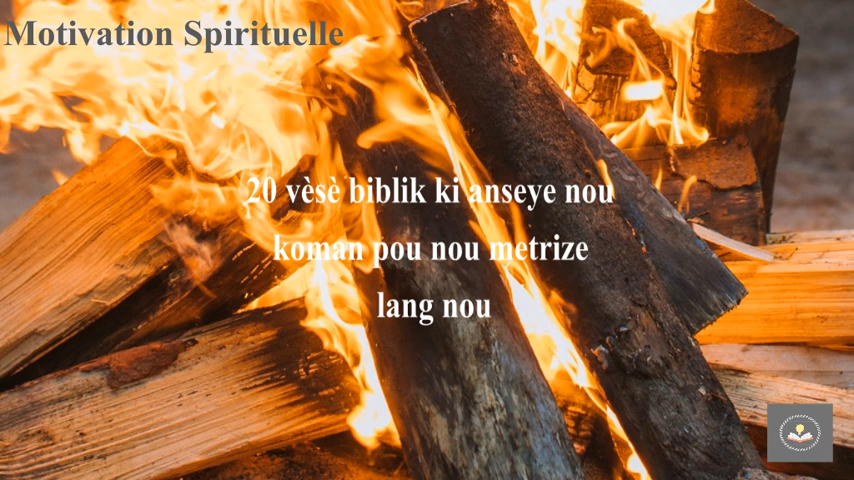 Motivation Spirituelle
20 vèsè biblik ki anseye nou
koman pou nou metrize
lang nou